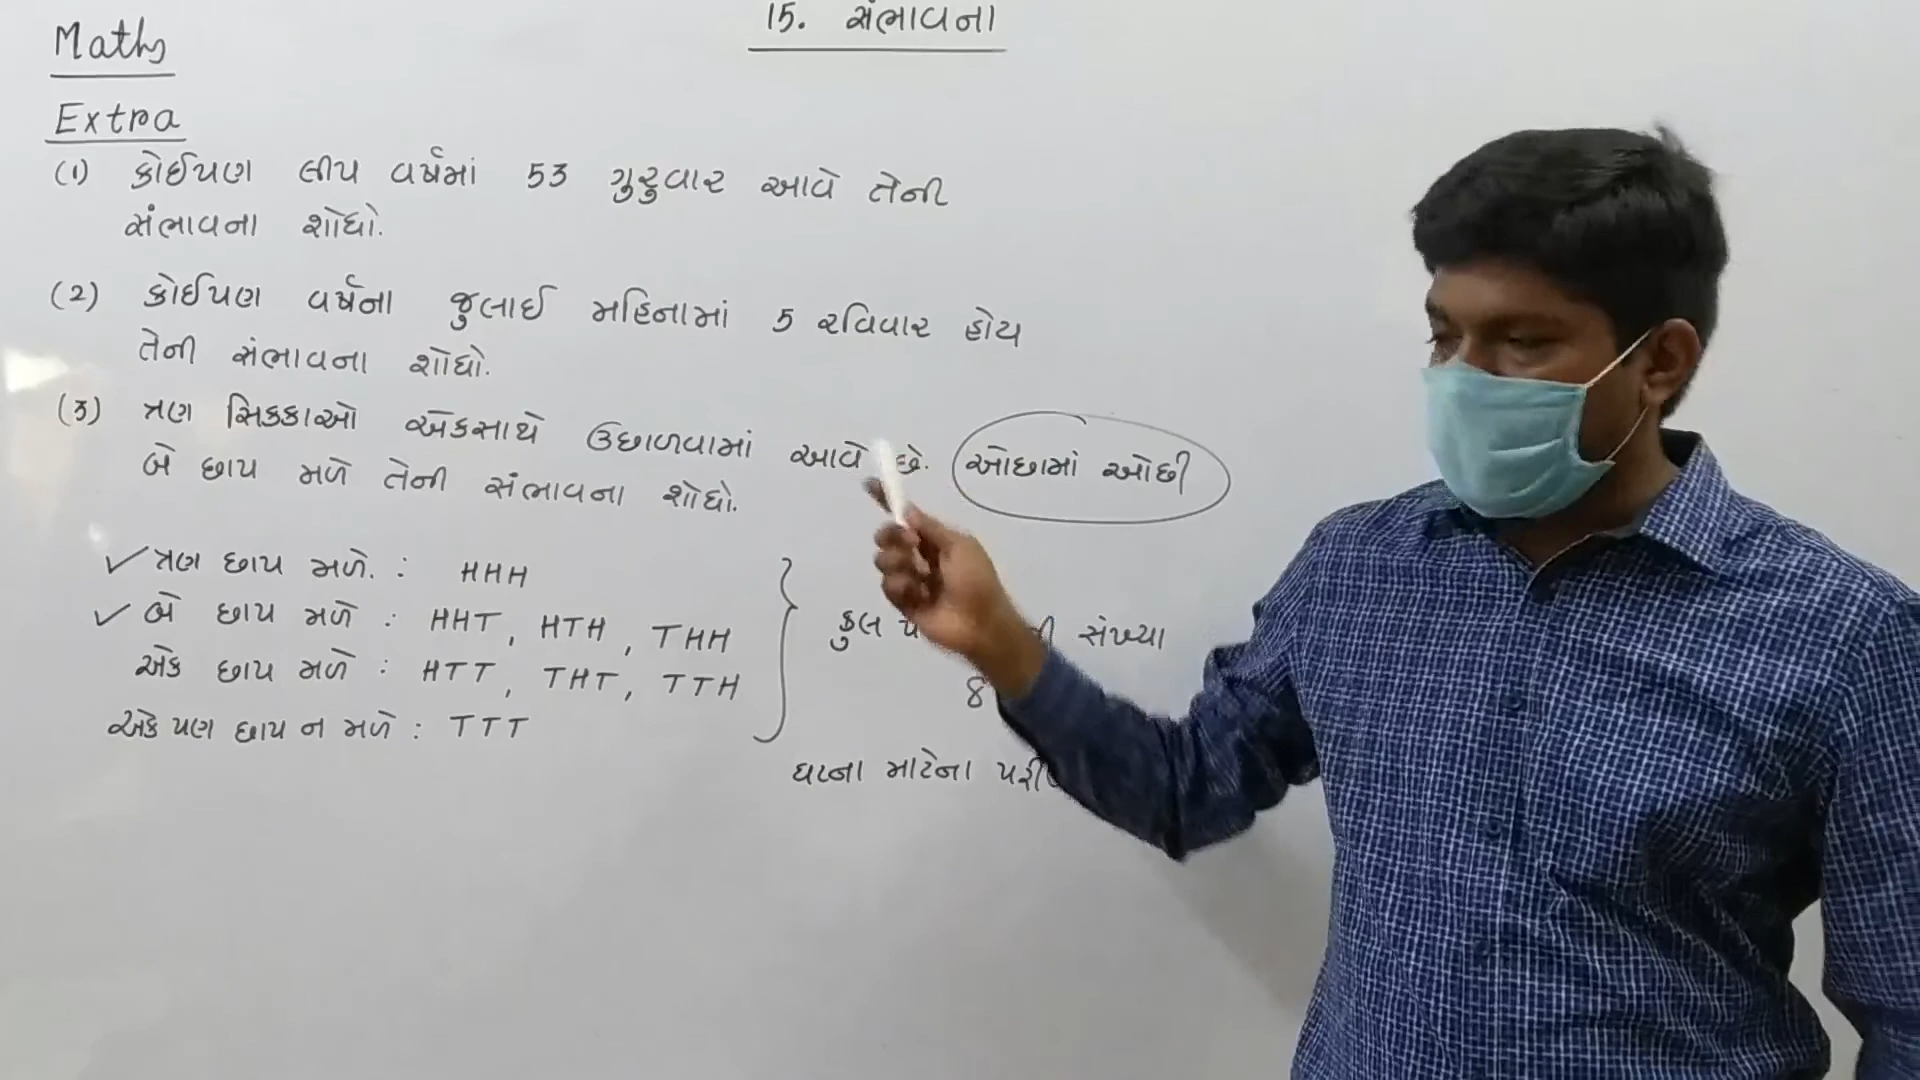 15. સંભાવના
Maths
Extra
(1) કોઈપણ લીપ વર્ષમાં 53 ગુરુવાર આવે તેની
સંભાવના શોધો.
(2) કોઈપણ વર્ષના જુલાઈ મહિનામાં 5 રવિવાર હોય
તેની સંભાવના શોધો.
(3) ત્રણ સિક્કાઓ એકસાથે ઉછાળવામાં આવે છે. ઓછામાં ઓછી
બે છાપ મળે તેની સંભાવના શોધો.
✓ ત્રણ છાપ મળે. : HHH
✓ બે છાપ મળે : HHT, HTH, THH
એક છાપ મળે : HTT, THT, TTH
એક પણ છાપ ન મળે : TTT
કુલ સંખ્યા
8
ઘટના માટેના